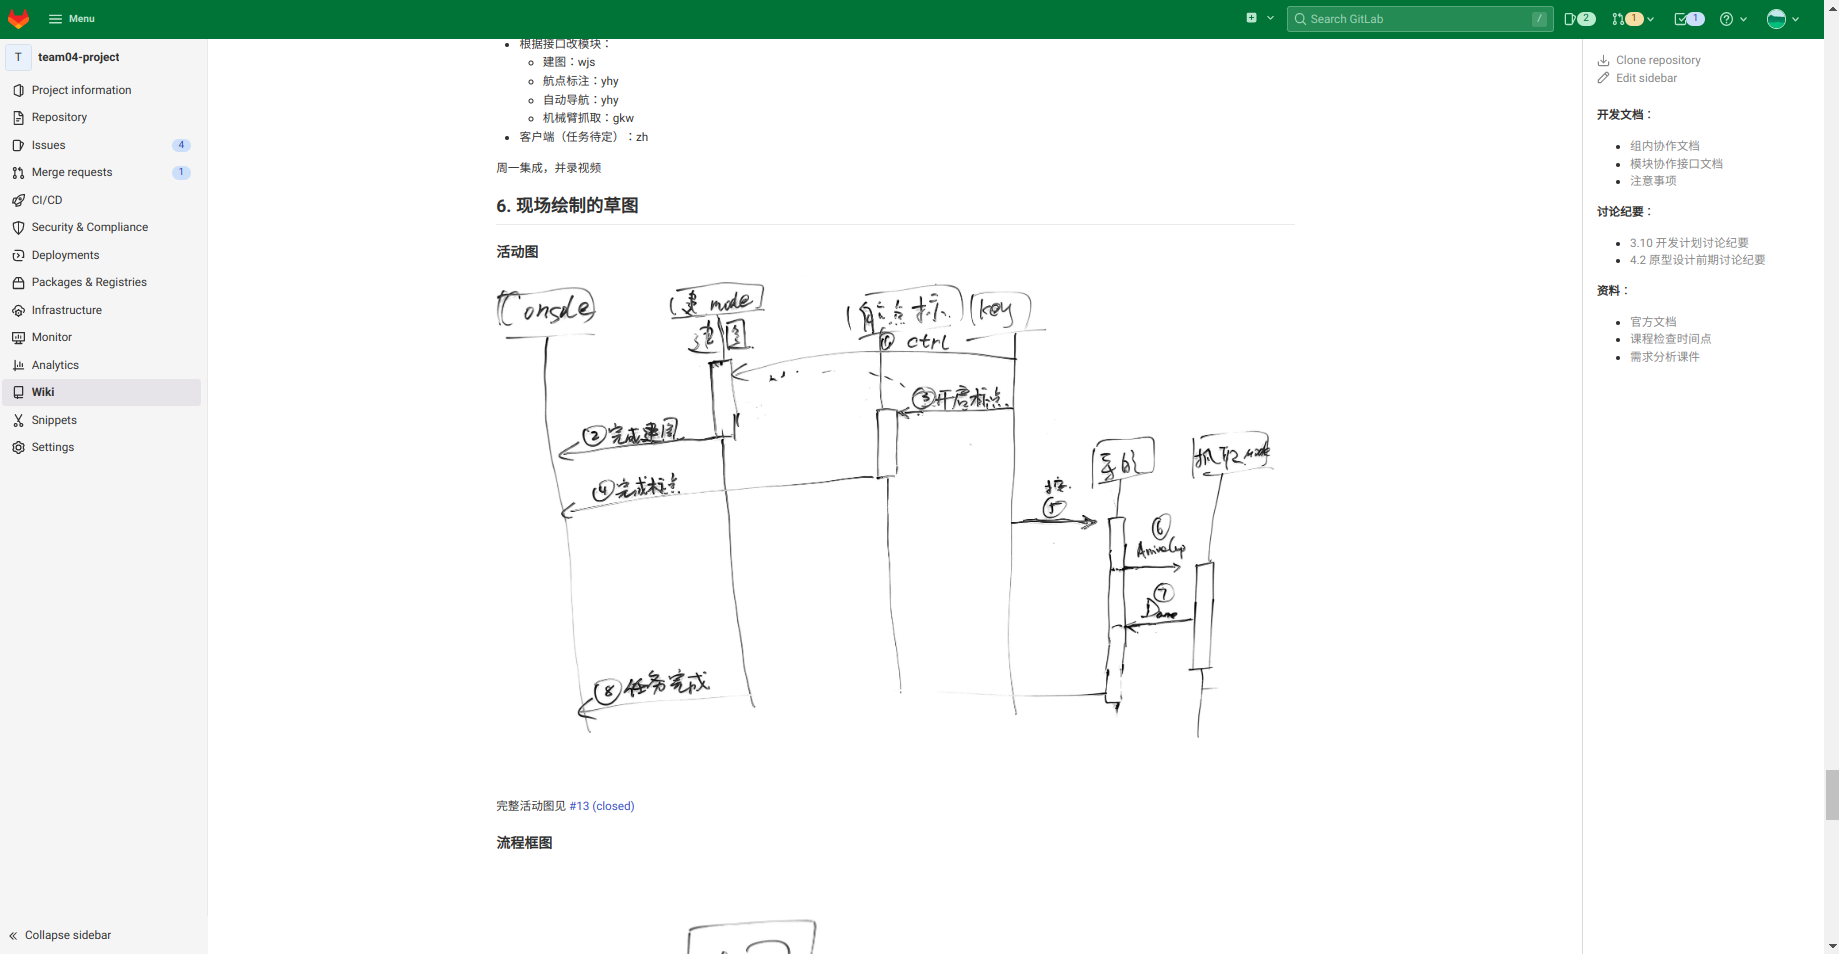 Menu
Search GitLab
/
2
1
1
T
team04-project
Project information
Repository
Issues
4
Merge requests
1
CI/CD
Security & Compliance
Deployments
Packages & Registries
Infrastructure
Monitor
Analytics
Wiki
Snippets
Settings
Collapse sidebar
根据接口改模块：
建图：wjs
航点标注：yhy
自动导航：yhy
机械臂抓取：gkw
客户端（任务待定）：zh
周一集成，并录视频
6. 现场绘制的草图
活动图
Console
建 mode
建图
航点标
key
① ctrl
③开启标点
②完成建图
④完成标点
抓取
⑤
⑥
⑦
Done
⑧任务完成
完整活动图见 #13 (closed)
流程框图
Clone repository
Edit sidebar
开发文档：
组内协作文档
模块协作接口文档
注意事项
讨论纪要：
3.10 开发计划讨论纪要
4.2 原型设计前期讨论纪要
资料：
官方文档
课程检查时间点
需求分析课件